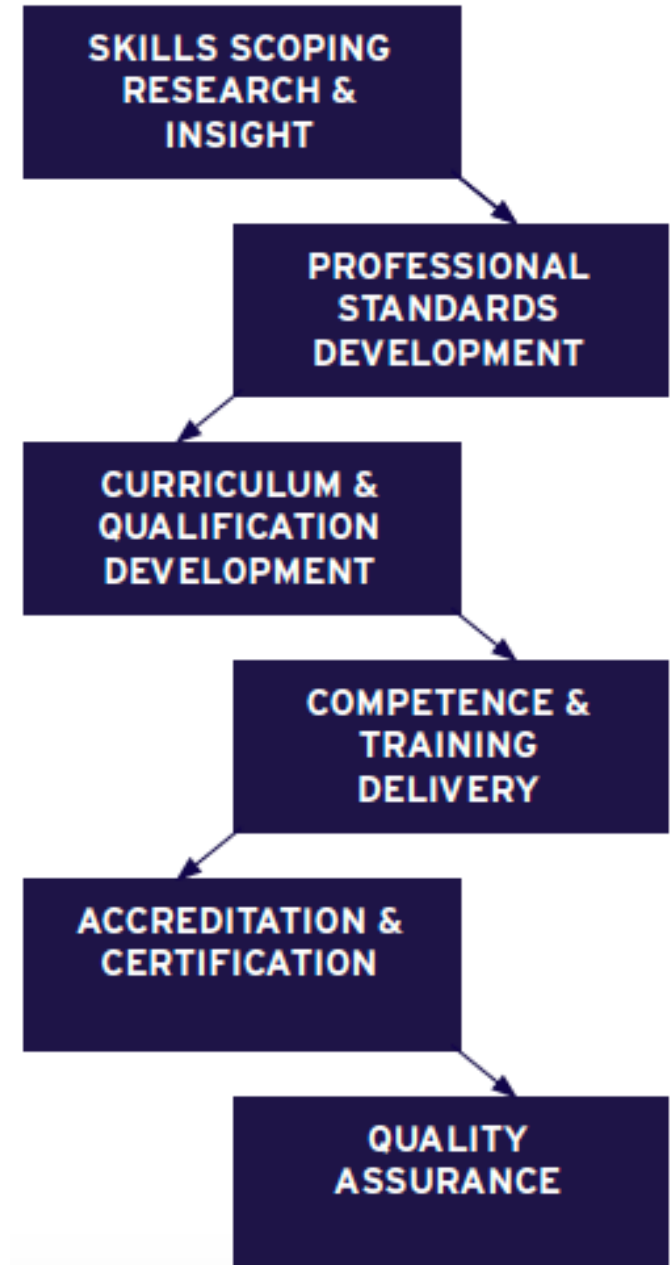 SKILLS SCOPING
RESEARCH &
INSIGHT
PROFESSIONAL
STANDARDS
DEVELOPMENT
CURRICULUM &
QUALIFICATION
DEVELOPMENT
COMPETENCE &
TRAINING
DELIVERY
ACCREDITATION &
CERTIFICATION
QUALITY
ASSURANCE